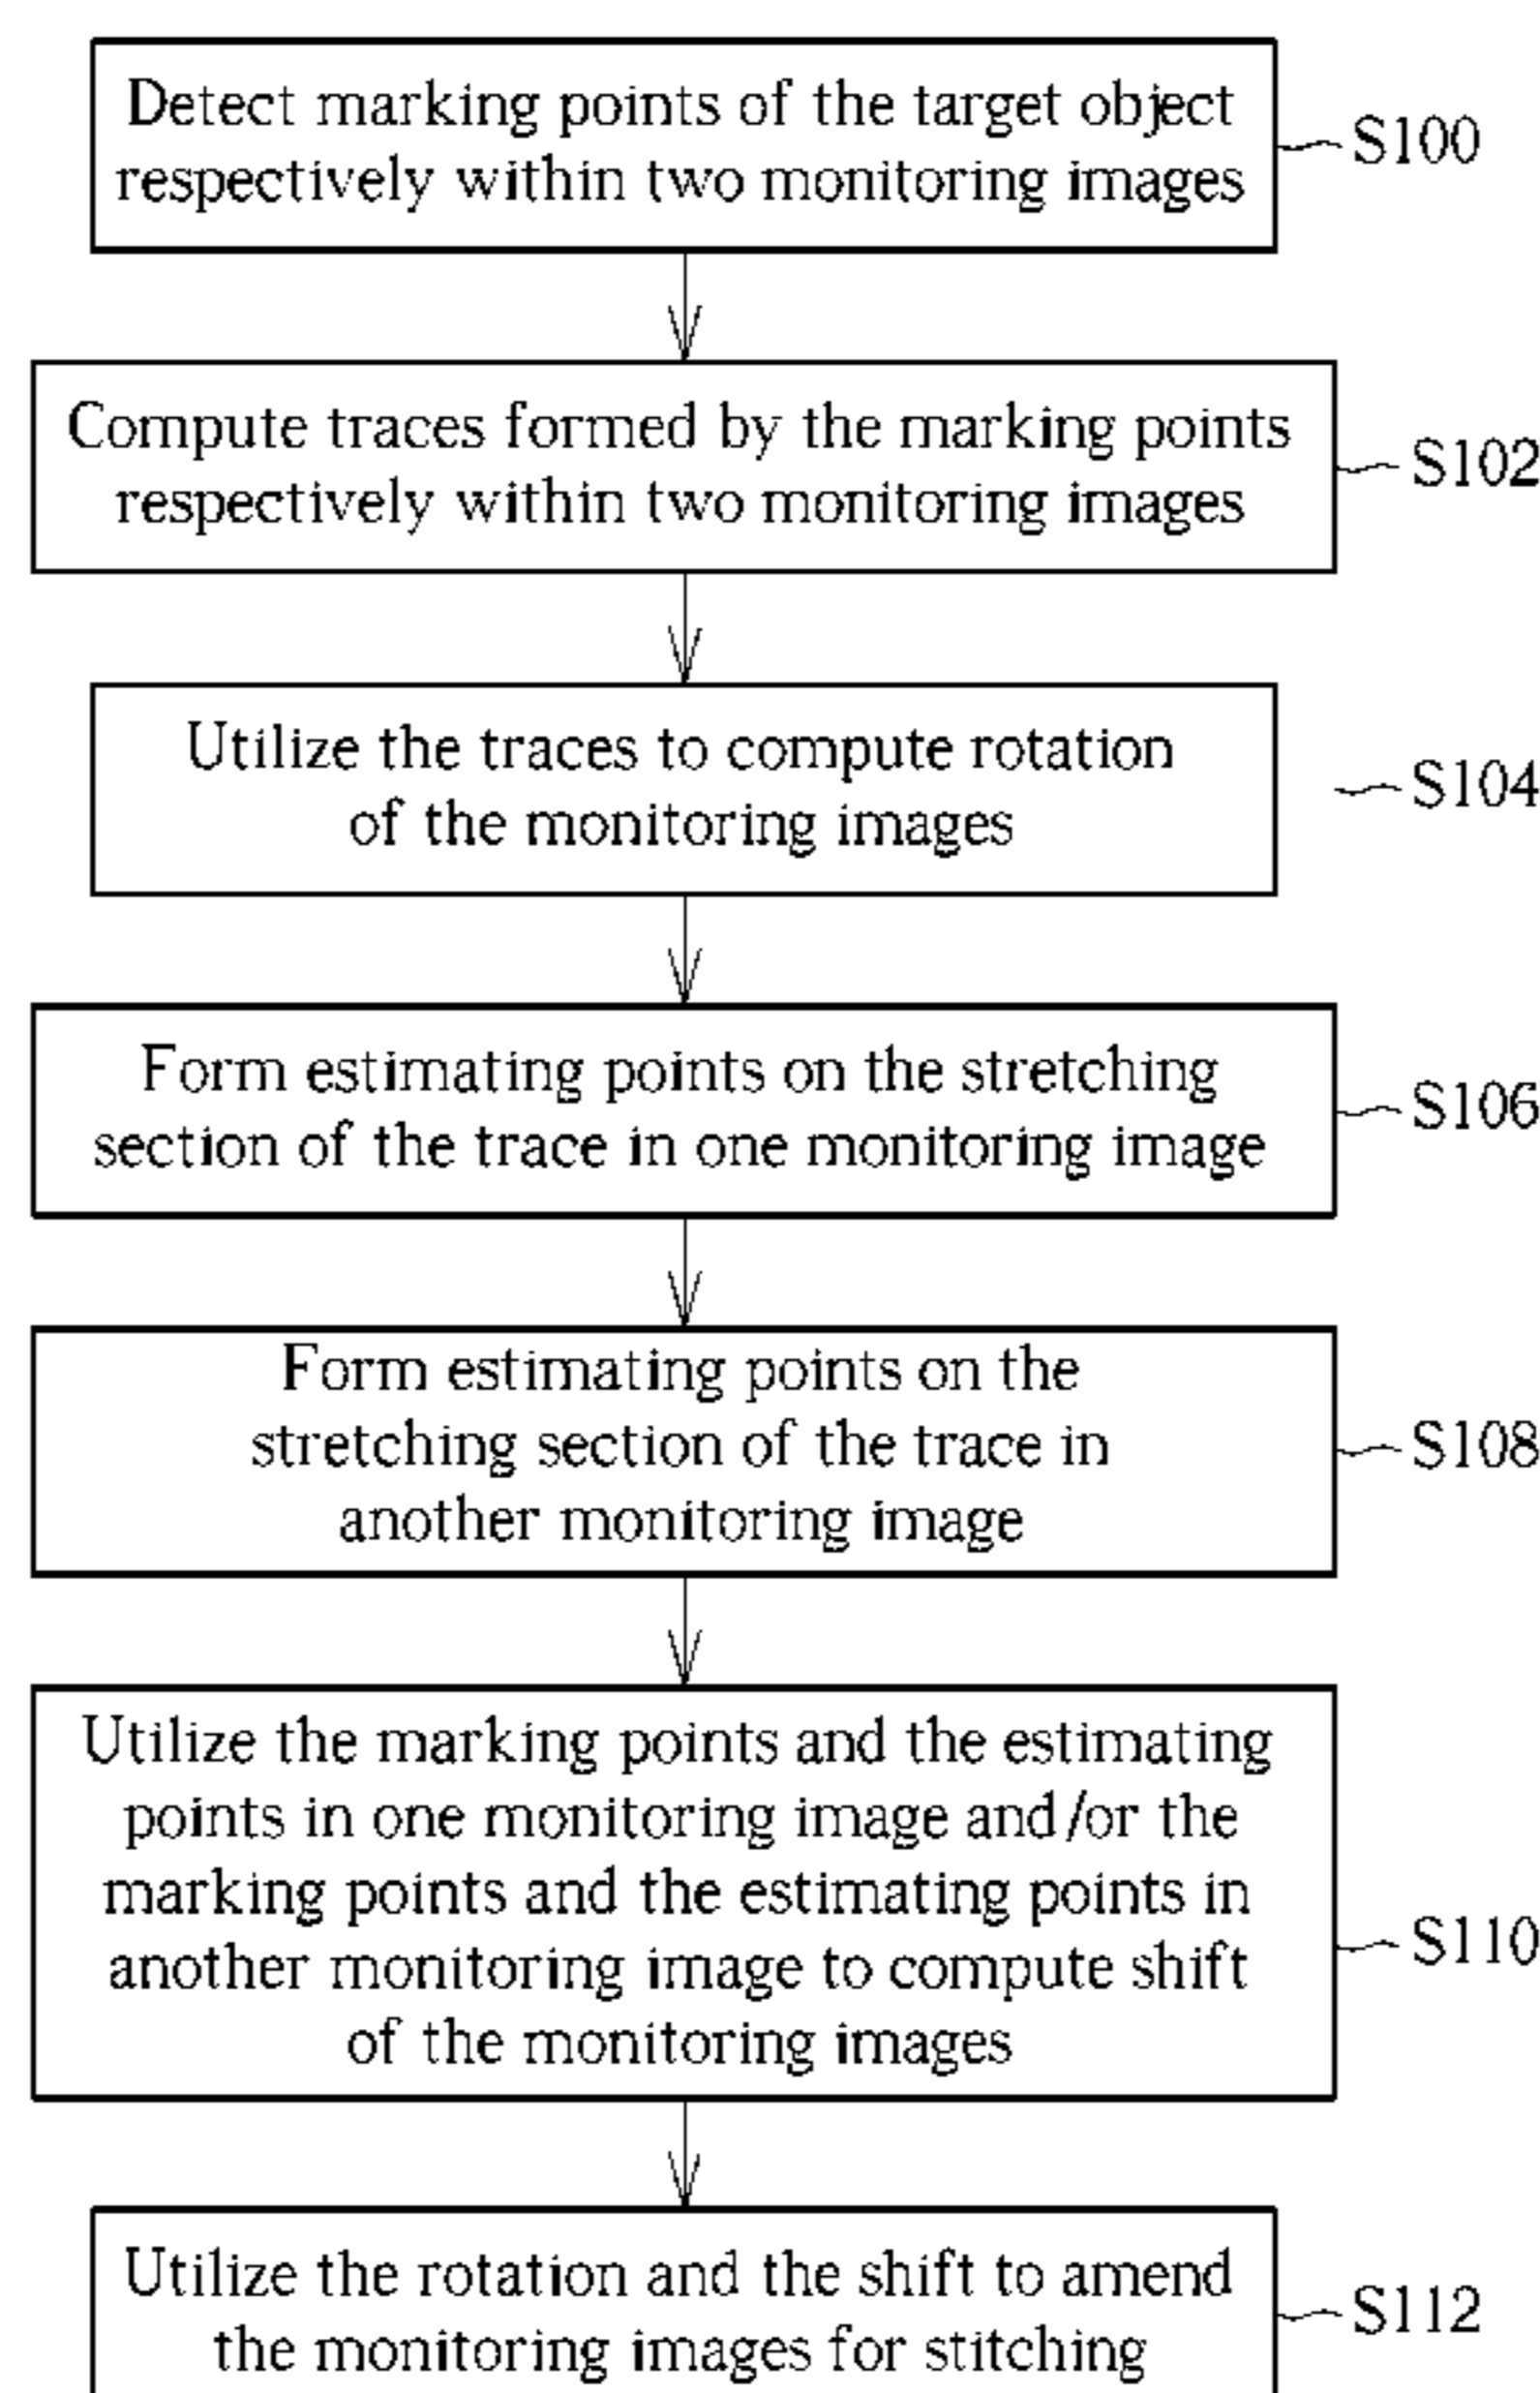 Detect marking points of the target object
respectively within two monitoring images
S100
Compute traces formed by the marking points
respectively within two monitoring images
S102
Utilize the traces to compute rotation
of the monitoring images
S104
Form estimating points on the stretching
section of the trace in one monitoring image
S106
Form estimating points on the
stretching section of the trace in
another monitoring image
S108
Utilize the marking points and the estimating
points in one monitoring image and/or the
marking points and the estimating points in
another monitoring image to compute shift
of the monitoring images
S110
Utilize the rotation and the shift to amend
the monitoring images for stitching
S112